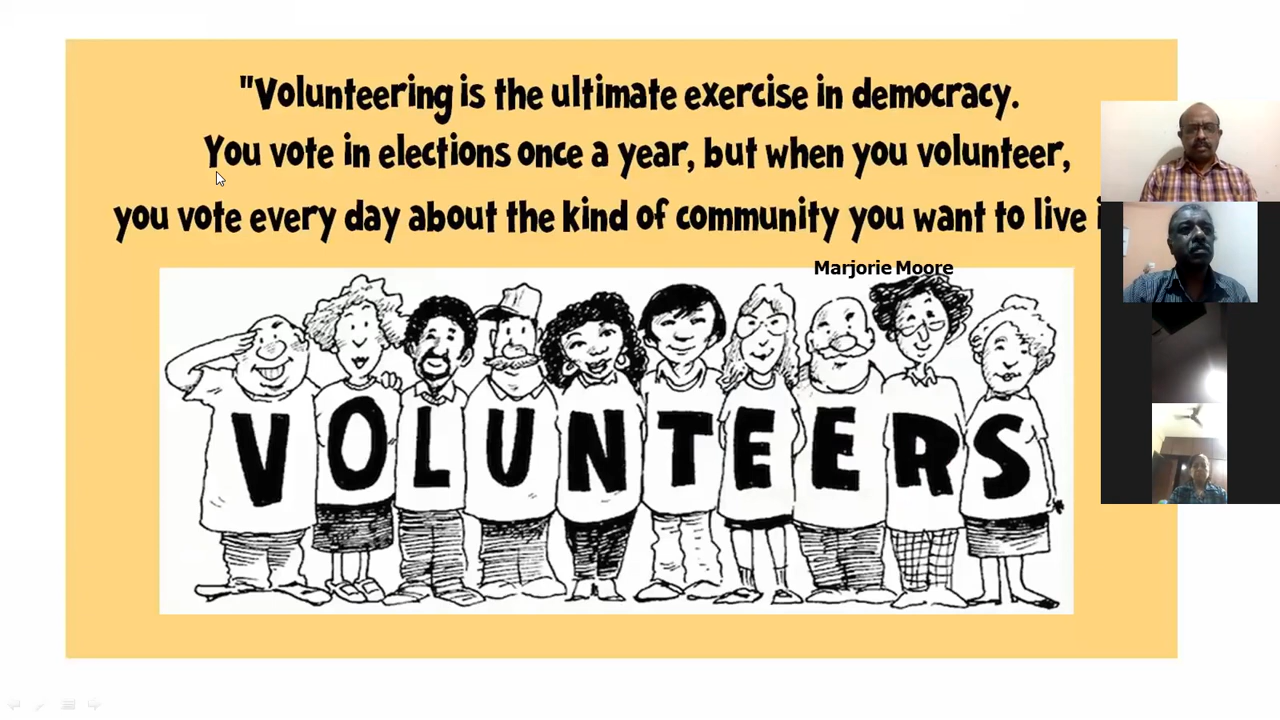 "Volunteering is the ultimate exercise in democracy.
You vote in elections once a year, but when you volunteer,
you vote every day about the kind of community you want to live
Marjorie Moore
VOLUNTEERS